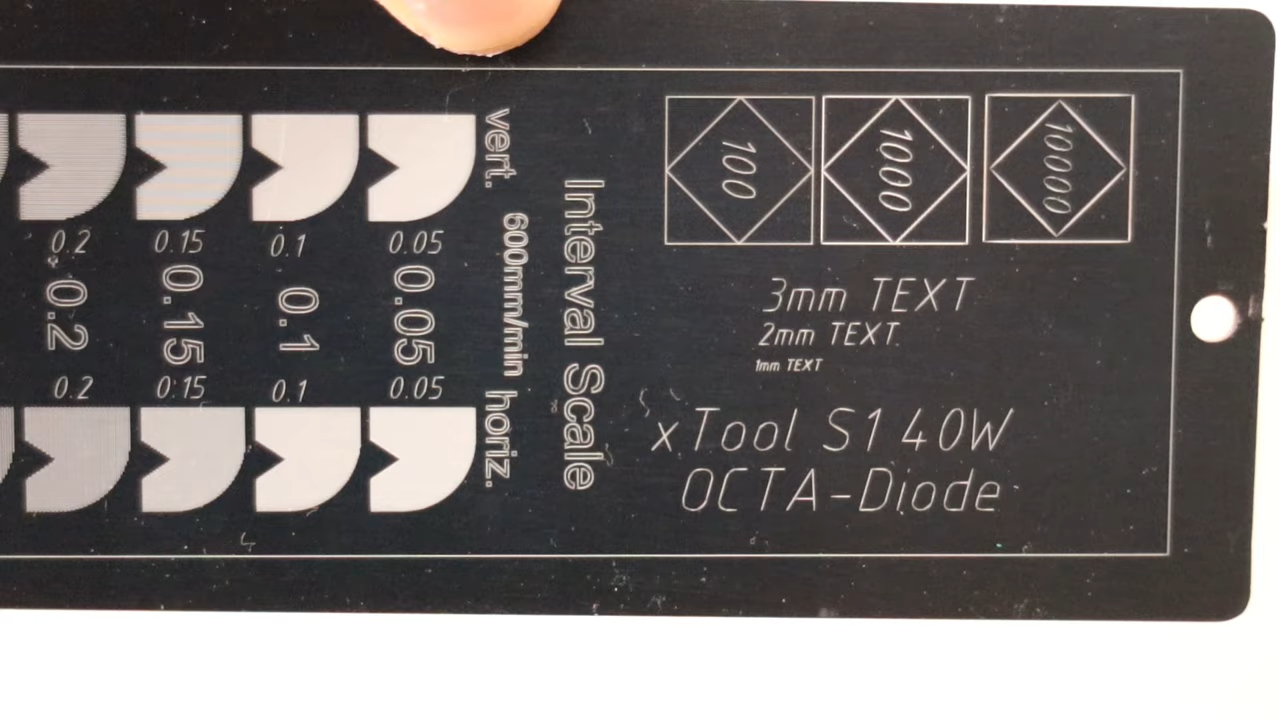 100
1000
10000
3mm TEXT
2mm TEXT
1mm TEXT
xTool S1 40W
OCTA-Diode
Interval Scale
vert. 600mm/min horiz.
0.2 0.15 0.1 0.05
0.2 0.15 0.1 0.05
0.2 0.15 0.1 0.05